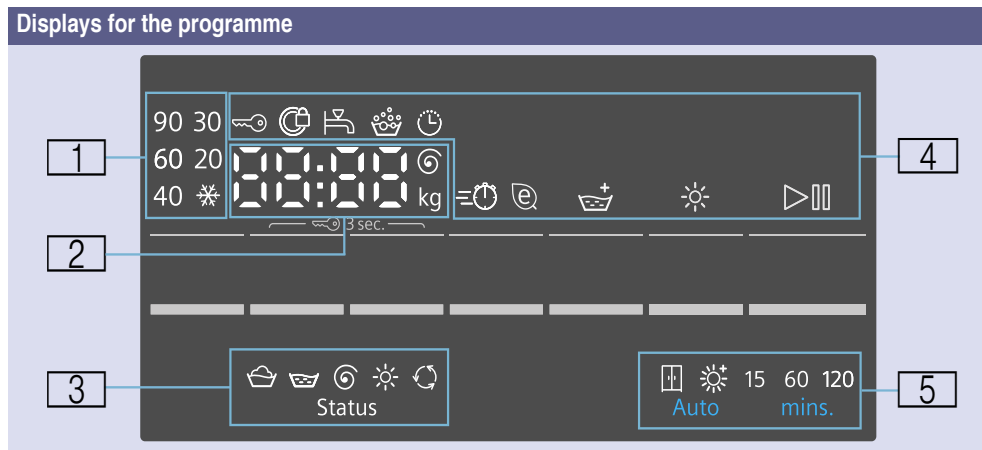 Displays for the programme
90 30
60 20
40
88:88
kg
3 sec.
e
1
2
3
4
5
Status
15 60 120
Auto mins.